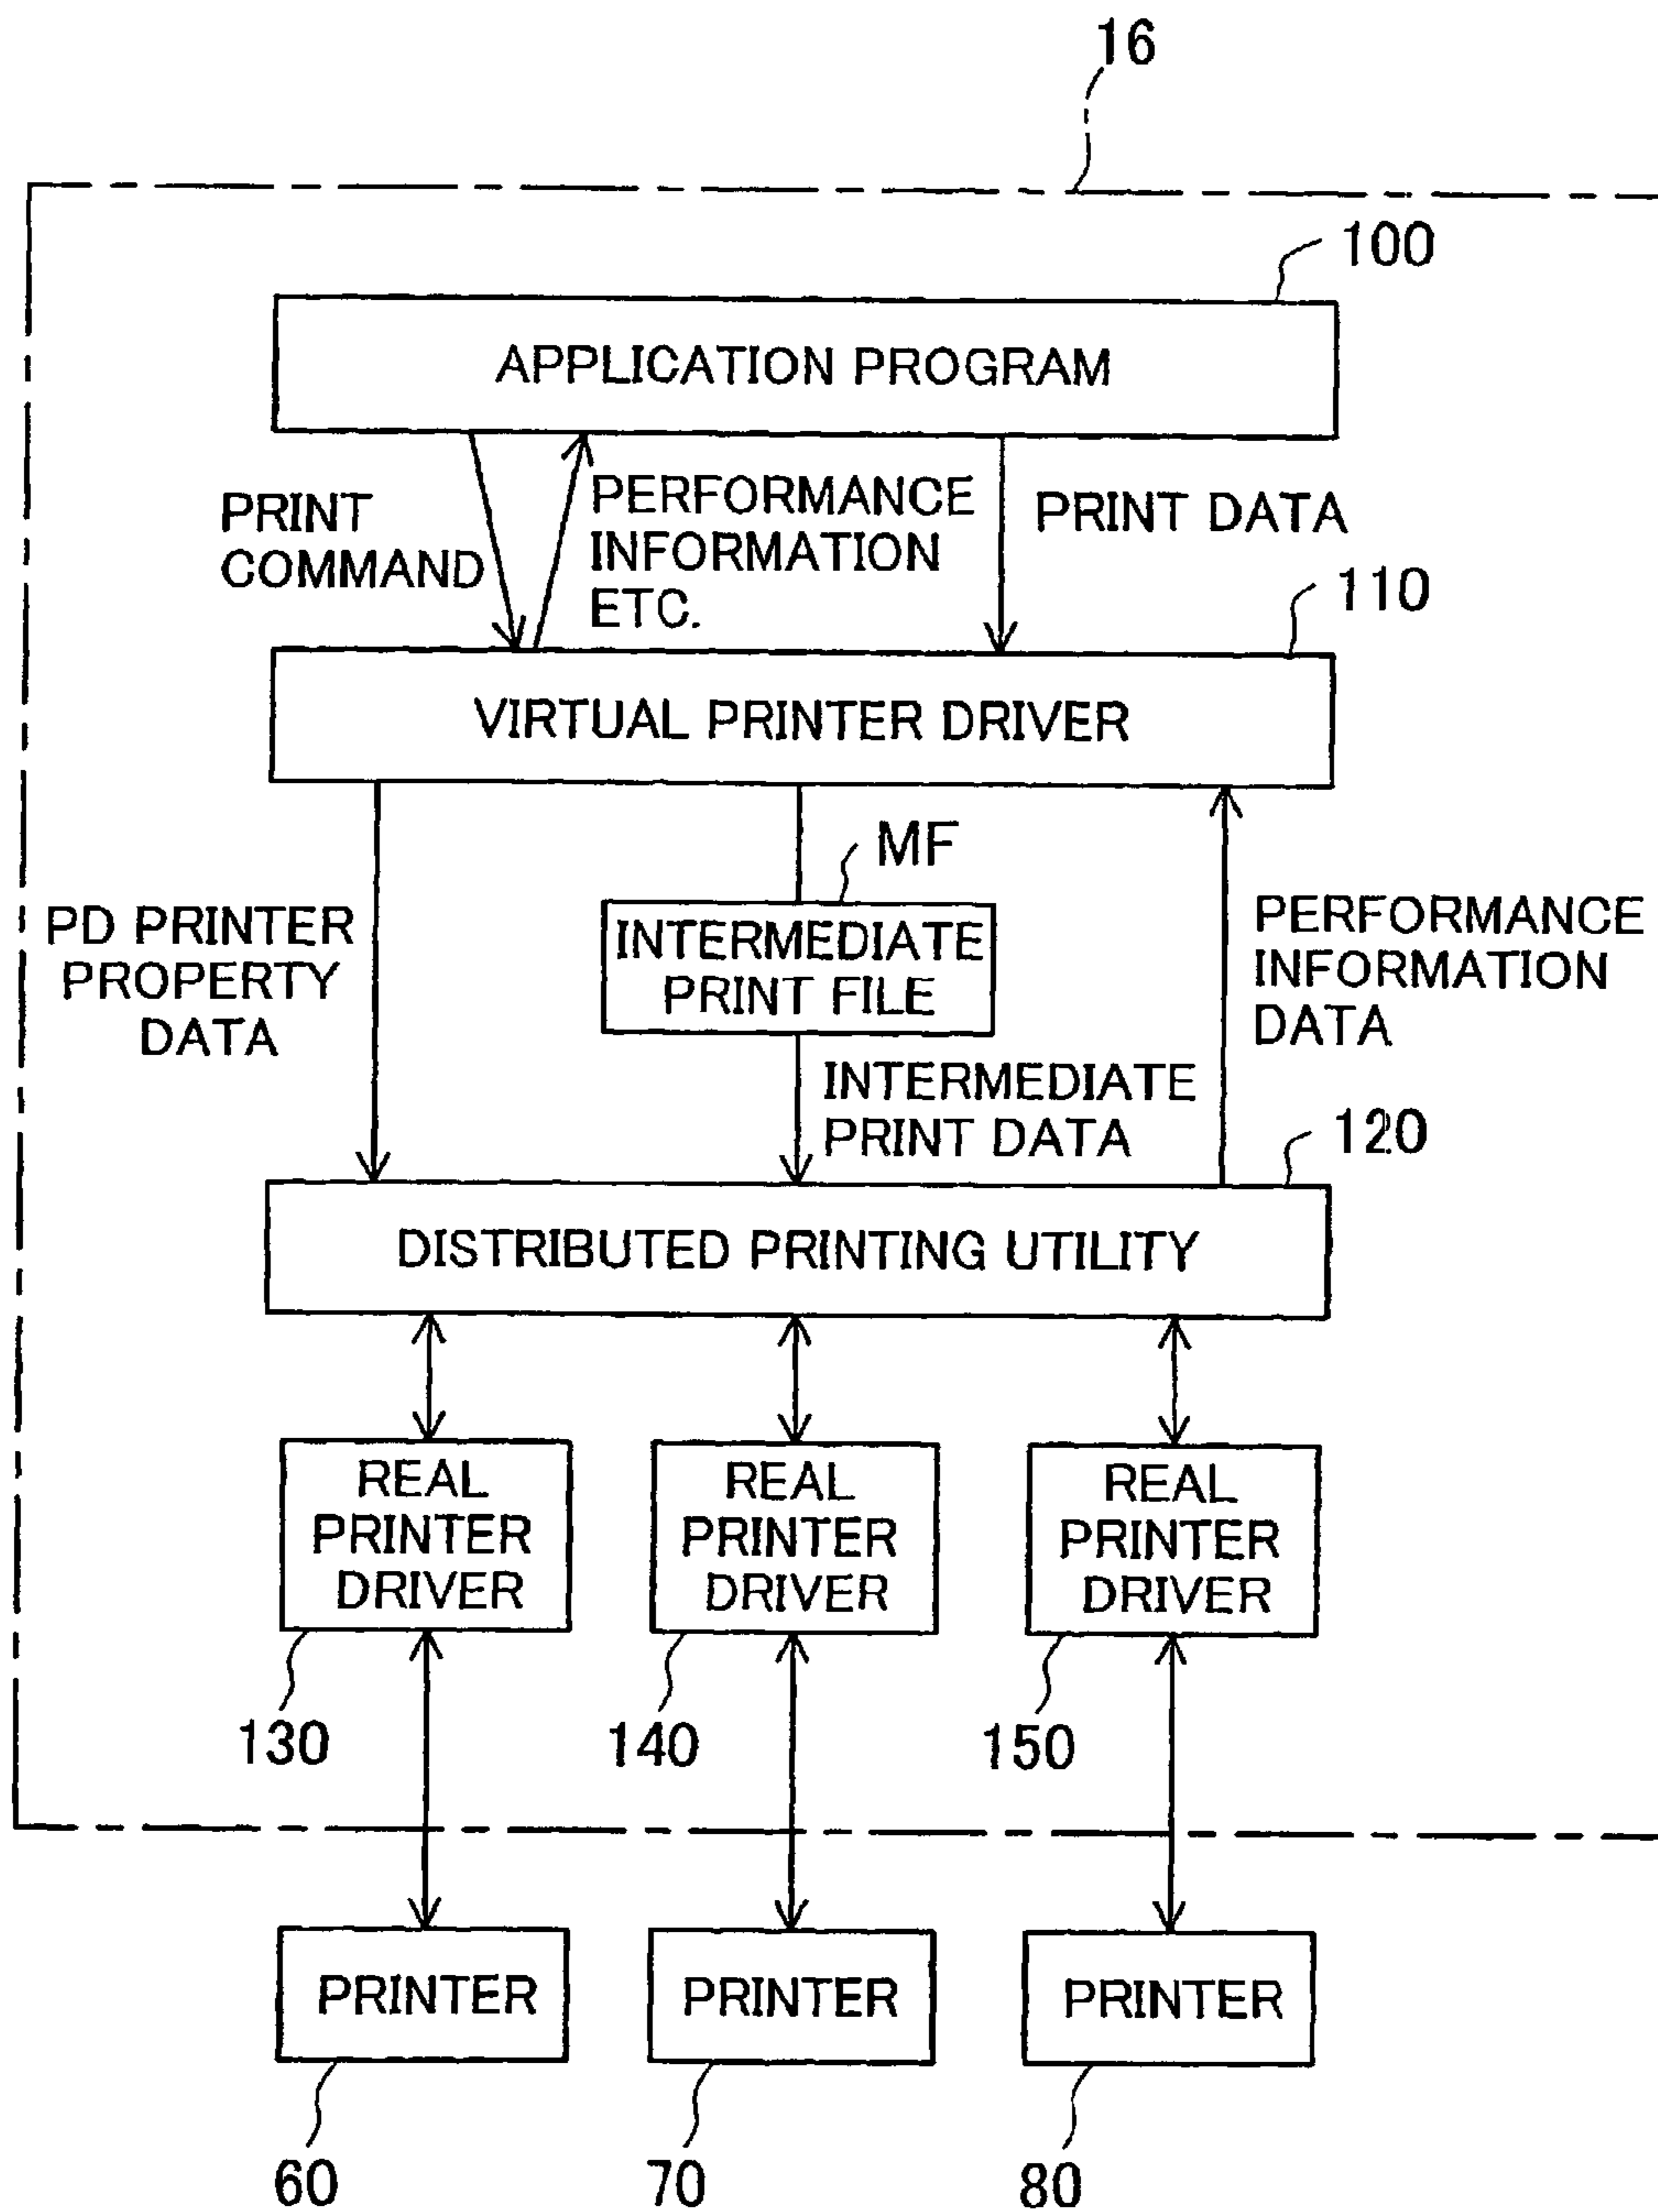 16
100
APPLICATION PROGRAM
PRINT
COMMAND
PERFORMANCE
INFORMATION
ETC.
PRINT DATA
110
VIRTUAL PRINTER DRIVER
MF
PD PRINTER
PROPERTY
DATA
INTERMEDIATE
PRINT FILE
PERFORMANCE
INFORMATION
DATA
INTERMEDIATE
PRINT DATA
120
DISTRIBUTED PRINTING UTILITY
REAL
PRINTER
DRIVER
REAL
PRINTER
DRIVER
REAL
PRINTER
DRIVER
130
140
150
PRINTER
PRINTER
PRINTER
60
70
80